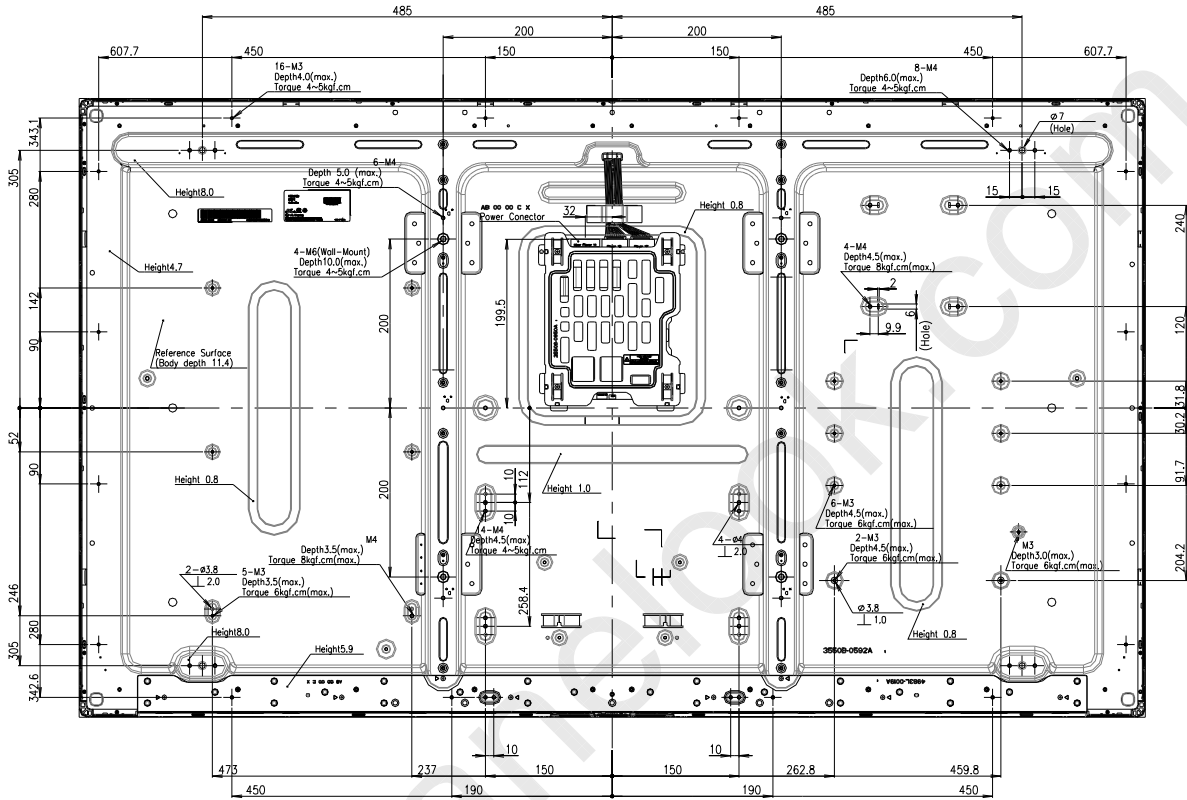 485
485
200
200
607.7
450
150
150
450
607.7
16-M3
Depth4.0(max.)
Torque 4~5kgf.cm
8-M4
Depth6.0(max.)
Torque 4~5kgf.cm
Ø7
(Hole)
343.1
305
280
6-M4
Depth 5.0 (max.)
Torque 4~5kgf.cm)
Height8.0
AB 00 00 C X
Power Conector
32
Height 0.8
15
15
240
4-M6(Wall-Mount)
Depth10.0(max.)
Torque 4~5kgf.cm
4-M4
Depth4.5(max.)
Torque 8kgf.cm(max.)
Height4.7
2
142
199.5
200
6
(Hole)
9.9
120
90
Reference Surface
(Body depth 11.4)
31.8
30.2
52
90
91.7
Height 0.8
200
10
112
10
Height 1.0
6-M3
Depth4.5(max.)
Torque 6kgf.cm(max.)
14-M4
Depth4.5(max.)
Torque 4~5kgf.cm
4-ø4
2.0
M4
Depth3.5(max.)
Torque 8kgf.cm(max.)
2-M3
Depth4.5(max.)
Torque 6kgf.cm(max.)
M3
Depth3.0(max.)
Torque 6kgf.cm(max.)
204.2
2-ø3.8
2.0
5-M3
Depth3.5(max.)
Torque 6kgf.cm(max.)
246
258.4
Ø3.8
1.0
280
305
Height8.0
Height5.9
Height 0.8
3550B-0592A
342.6
4983L-0019A
10
10
473
237
150
150
262.8
459.8
450
190
190
450
anelook.com